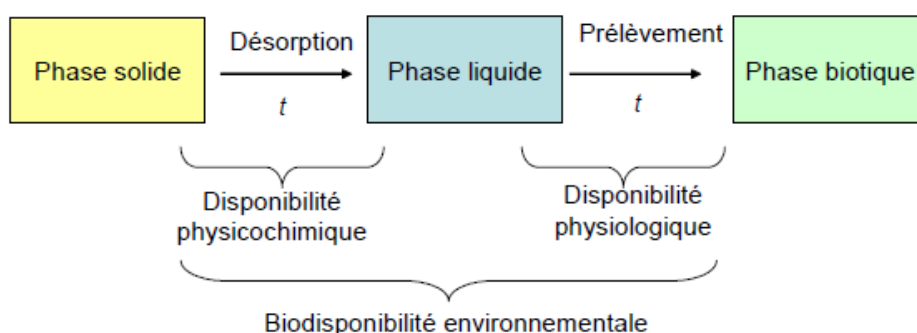 Phase solide
Désorption
t
Phase liquide
Prélèvement
t
Phase biotique
Disponibilité
physicochimique
Disponibilité
physiologique
Biodisponibilité environnementale